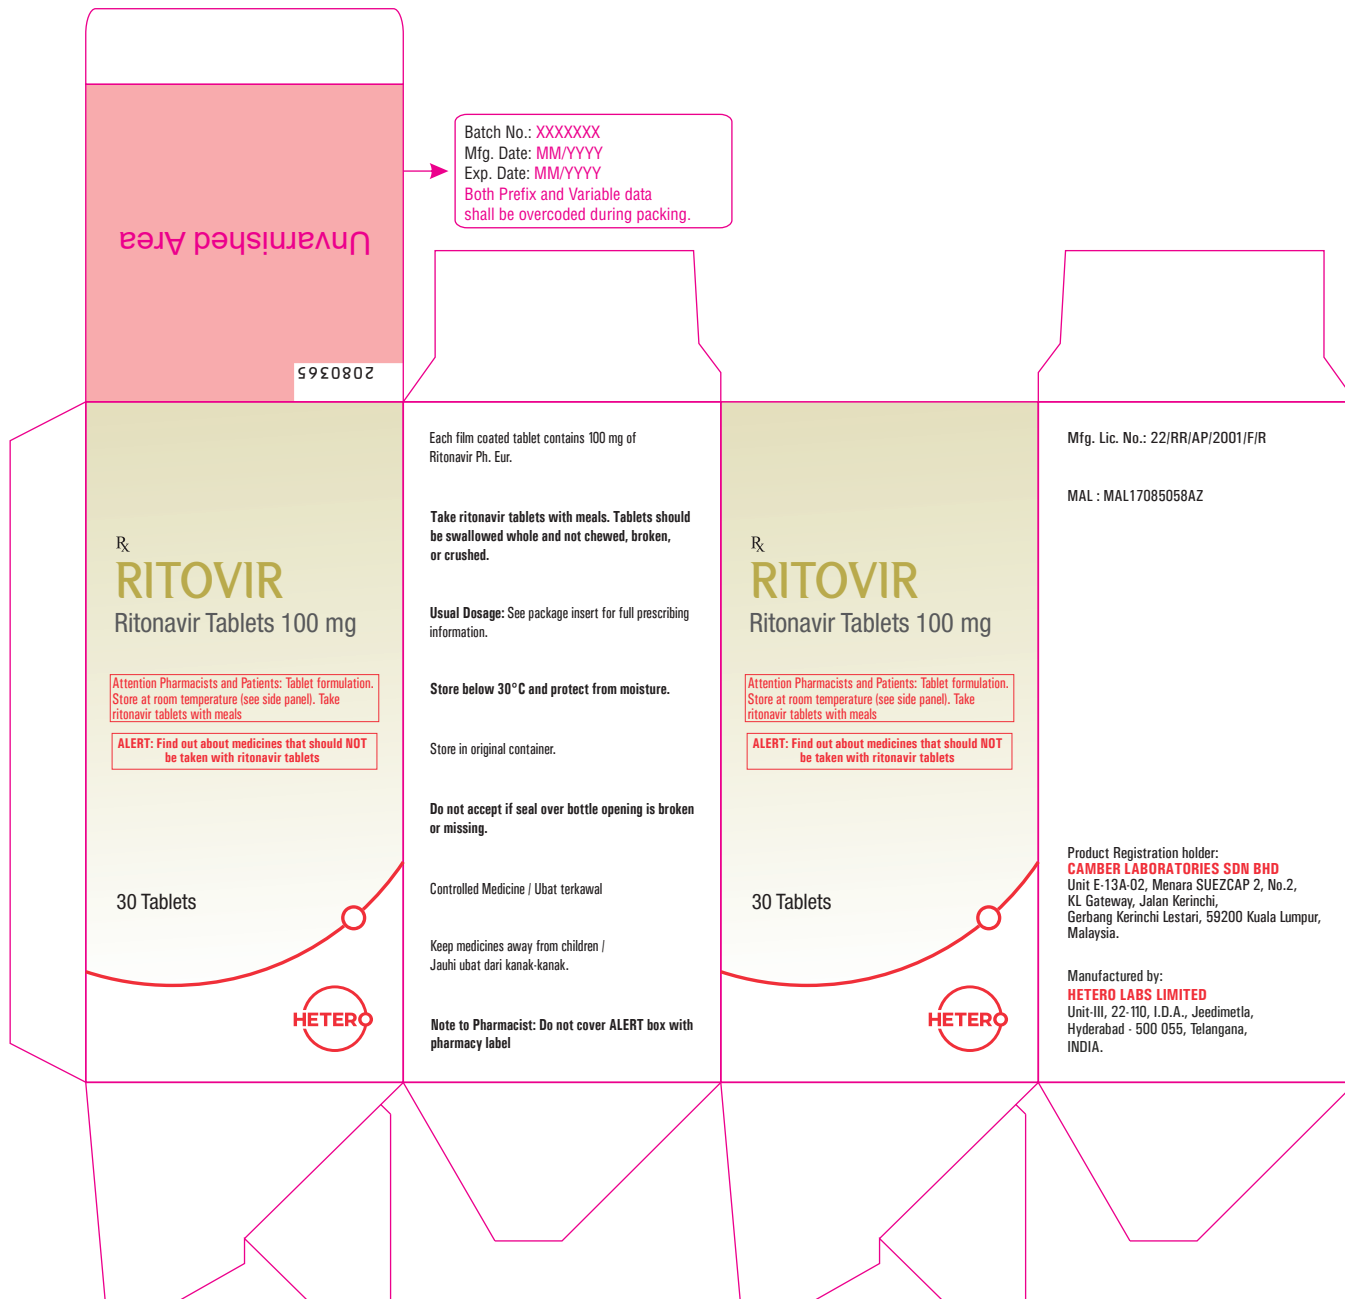 Batch No.: XXXXXXX
Mfg. Date: MM/YYYY
Exp. Date: MM/YYYY
Both Prefix and Variable data
shall be overcoded during packing.
Unvarnished Area
2080365
Rx
RITOVIR
Ritonavir Tablets 100 mg
Attention Pharmacists and Patients: Tablet formulation.
Store at room temperature (see side panel). Take
ritonavir tablets with meals
ALERT: Find out about medicines that should NOT
be taken with ritonavir tablets
30 Tablets
HETERO
Each film coated tablet contains 100 mg of
Ritonavir Ph. Eur.
Take ritonavir tablets with meals. Tablets should
be swallowed whole and not chewed, broken,
or crushed.
Usual Dosage: See package insert for full prescribing
information.
Store below 30°C and protect from moisture.
Store in original container.
Do not accept if seal over bottle opening is broken
or missing.
Controlled Medicine / Ubat terkawal
Keep medicines away from children /
Jauhi ubat dari kanak-kanak.
Note to Pharmacist: Do not cover ALERT box with
pharmacy label
Rx
RITOVIR
Ritonavir Tablets 100 mg
Attention Pharmacists and Patients: Tablet formulation.
Store at room temperature (see side panel). Take
ritonavir tablets with meals
ALERT: Find out about medicines that should NOT
be taken with ritonavir tablets
30 Tablets
HETERO
Mfg. Lic. No.: 22/RR/AP/2001/F/R
MAL : MAL17085058AZ
Product Registration holder:
CAMBER LABORATORIES SDN BHD
Unit E-13A-02, Menara SUEZCAP 2, No.2,
KL Gateway, Jalan Kerinchi,
Gerbang Kerinchi Lestari, 59200 Kuala Lumpur,
Malaysia.
Manufactured by:
HETERO LABS LIMITED
Unit-III, 22-110, I.D.A., Jeedimetla,
Hyderabad - 500 055, Telangana,
INDIA.